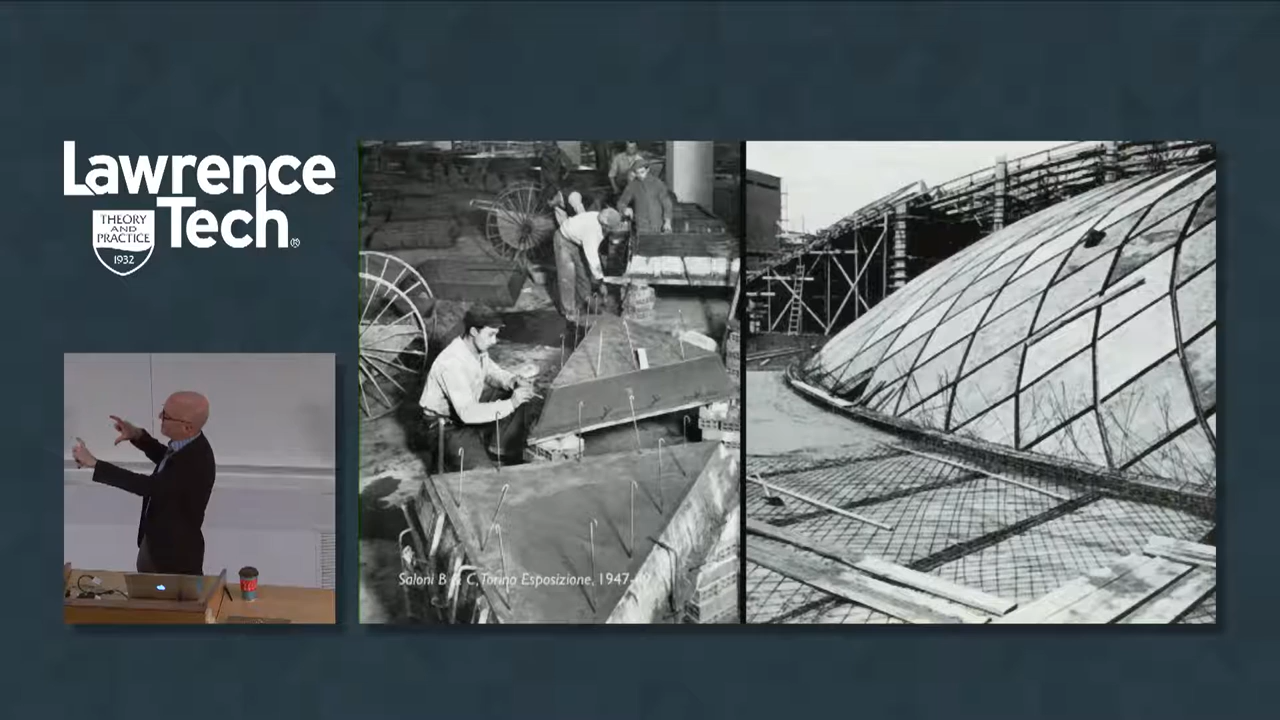 Lawrence
Tech®
THEORY
AND
PRACTICE
1932
Saloni B & C, Torino Esposizione, 1947-